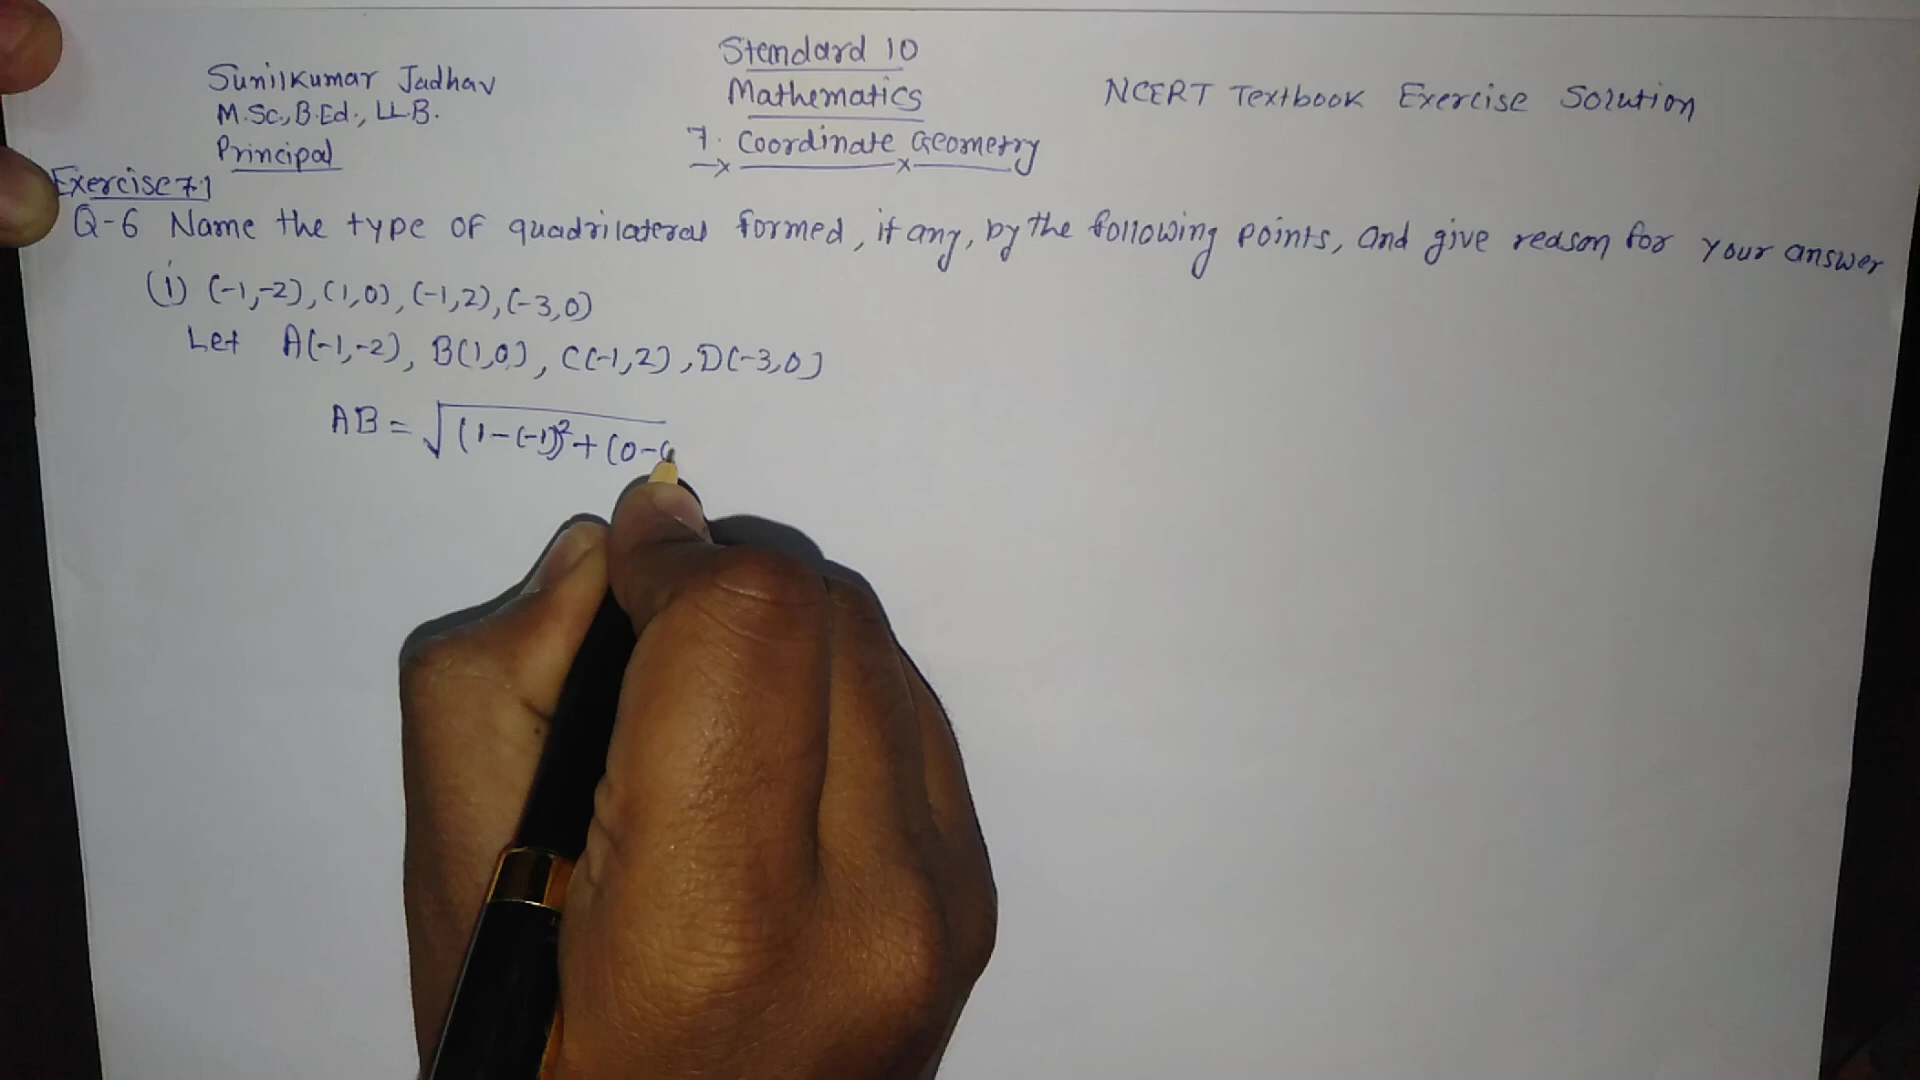 Sunilkumar Jadhav
M.Sc., B.Ed., LL.B.
Principal
Standard 10
Mathematics
7. Coordinate Geometry
NCERT Textbook Exercise Solution
Exercise 7.1
Q-6 Name the type of quadrilateral formed, if any, by the following points, and give reason for your answer
(i) (-1,-2), (1,0), (-1,2), (-3,0)
Let A(-1,-2), B(1,0), C(-1,2), D(-3,0)
AB = √(1-(-1))²+(0-(